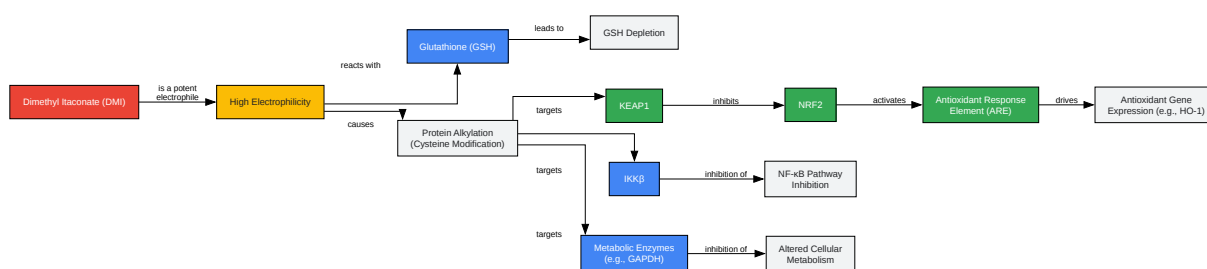 Glutathione (GSH)
leads to
GSH Depletion
reacts with
Dimethyl Itaconate (DMI)
is a potent
electrophile
High Electrophilicity
causes
Protein Alkylation
(Cysteine Modification)
targets
KEAP1
inhibits
NRF2
activates
Antioxidant Response
Element (ARE)
drives
Antioxidant Gene
Expression (e.g., HO-1)
targets
IKKβ
inhibition of
NF-κB Pathway
Inhibition
targets
Metabolic Enzymes
(e.g., GAPDH)
inhibition of
Altered Cellular
Metabolism